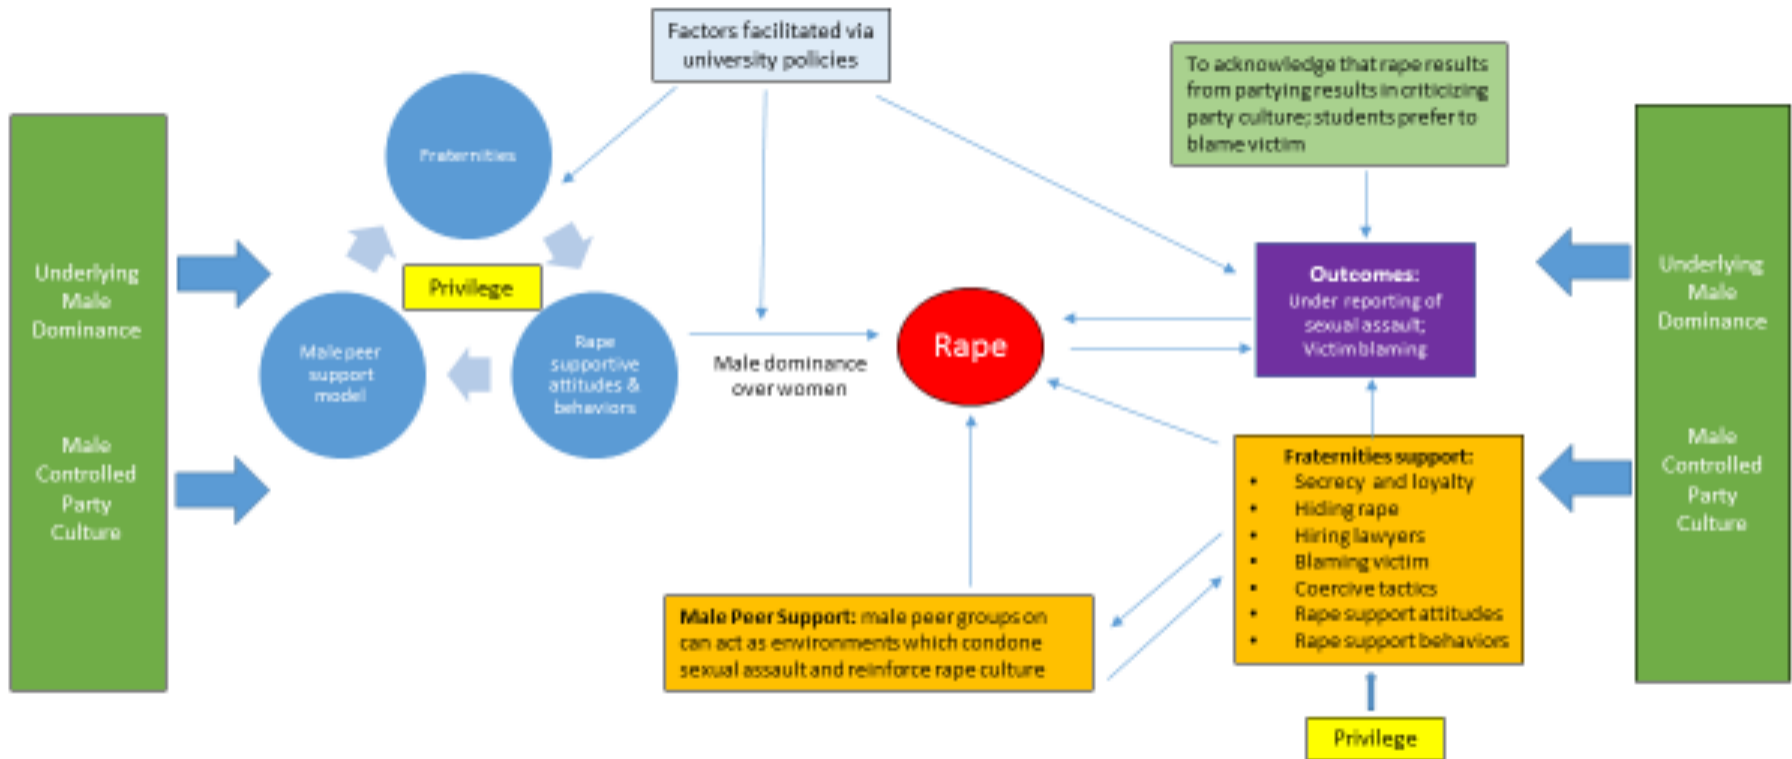 Factors facilitated via
university policies
To acknowledge that rape results
from partying results in criticizing
party culture; students prefer to
blame victim
Fraternities
Underlying
Male
Dominance
Male
Controlled
Party
Culture
Privilege
Male peer
support
model
Rape
supportive
attitudes &
behaviors
Male dominance
over women
Rape
Outcomes:
Under reporting of
sexual assault;
Victim blaming
Underlying
Male
Dominance
Male
Controlled
Party
Culture
Fraternities support:
• Secrecy and loyalty
• Hiding rape
• Hiring lawyers
• Blaming victim
• Coercive tactics
• Rape support attitudes
• Rape support behaviors
Male Peer Support: male peer groups on
can act as environments which condone
sexual assault and reinforce rape culture
Privilege